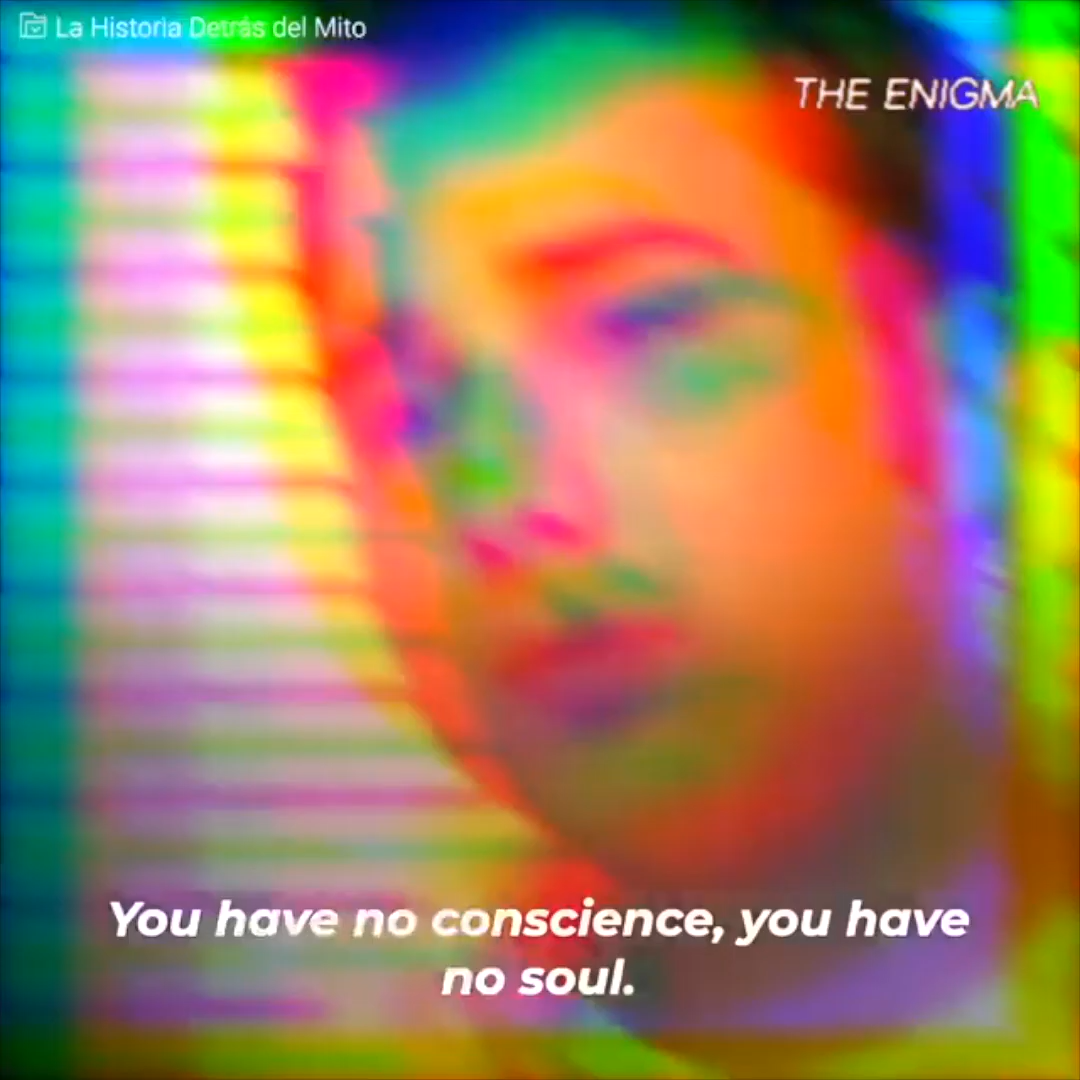 La Historia Detrás del Mito
THE ENIGMA
You have no conscience, you have
no soul.